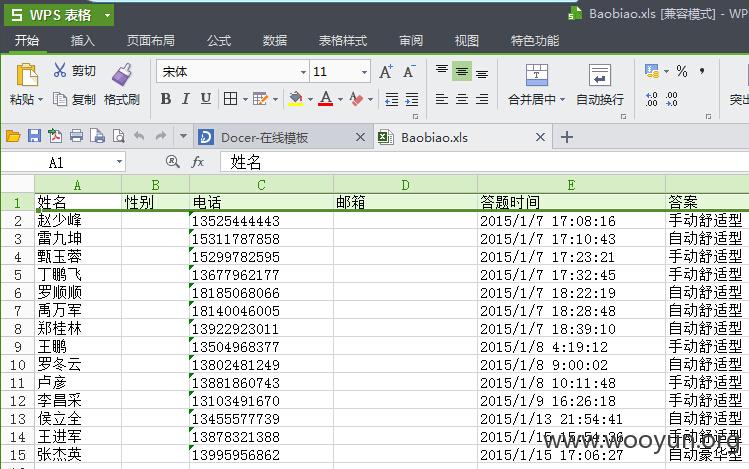 WPS 表格
Baobiao.xls [兼容模式] - WP
开始 插入 页面布局 公式 数据 表格样式 审阅 视图 特色功能
剪切
宋体 11 A+ A-
粘贴 复制 格式刷
B I U A
合并居中 自动换行
% ,
.00 .0
突出
Docer-在线模板 Baobiao.xls
A1 fx 姓名
A B C D E
1 姓名 性别 电话 邮箱 答题时间 答案
2 赵少峰 13525444443 2015/1/7 17:08:16 手动舒适型
3 雷九坤 15311787858 2015/1/7 17:10:43 自动舒适型
4 甄玉蓉 15299782595 2015/1/7 17:23:21 手动舒适型
5 丁鹏飞 13677962177 2015/1/7 17:32:45 手动舒适型
6 罗顺顺 18185068066 2015/1/7 18:22:19 自动舒适型
7 禹万军 18140046005 2015/1/7 18:28:48 自动舒适型
8 郑桂林 13922923011 2015/1/7 18:39:10 自动舒适型
9 王鹏 13504968377 2015/1/8 4:19:12 手动舒适型
10 罗冬云 13802481249 2015/1/8 9:00:02 自动舒适型
11 卢彦 13881860743 2015/1/8 10:11:48 手动舒适型
12 李昌采 13103491670 2015/1/9 16:26:18 手动舒适型
13 侯立全 13455577739 2015/1/13 21:54:41 自动舒适型
14 王进军 13878321388 2015/1/15 15:54:36 手动舒适型
15 张杰英 13995956862 2015/1/15 17:06:27 自动豪华型
www.wooyun.org